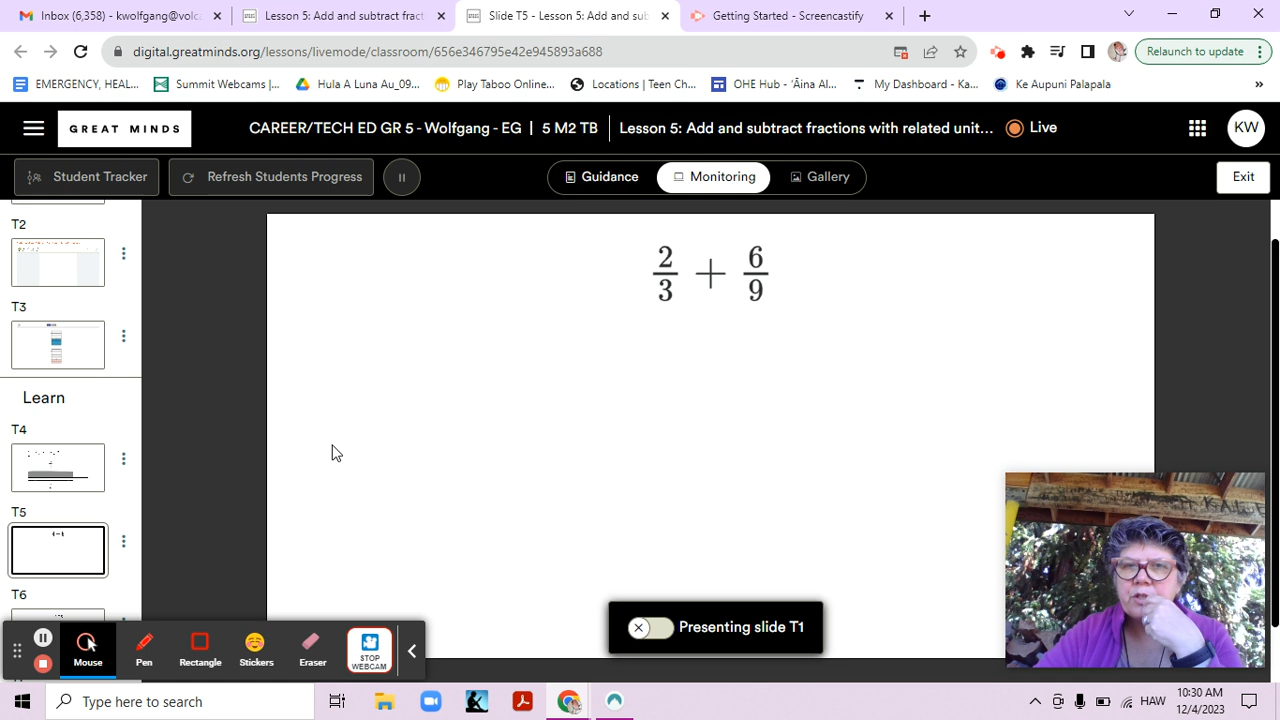 Inbox (6,358) - kwolfgang@volc
Lesson 5: Add and subtract fract
Slide T5 - Lesson 5: Add and sub
Getting Started - Screencastify
digital.greatminds.org/lessons/livemode/classroom/656e346795e42e945893a688
Relaunch to update
EMERGENCY, HEAL...
Summit Webcams |...
Hula A Luna Au_09...
Play Taboo Online...
Locations | Teen Ch...
OHE Hub - ʻĀina Al...
My Dashboard - Ka...
Ke Aupuni Palapala
»
GREAT MINDS
CAREER/TECH ED GR 5 - Wolfgang - EG | 5 M2 TB
Lesson 5: Add and subtract fractions with related unit...
Live
KW
Student Tracker
Refresh Students Progress
Guidance
Monitoring
Gallery
Exit
T2
T3
Learn
T4
T5
T6
2/3 + 6/9
Presenting slide T1
Mouse
Pen
Rectangle
Stickers
Eraser
STOP
WEBCAM
Type here to search
HAW
10:30 AM
12/4/2023